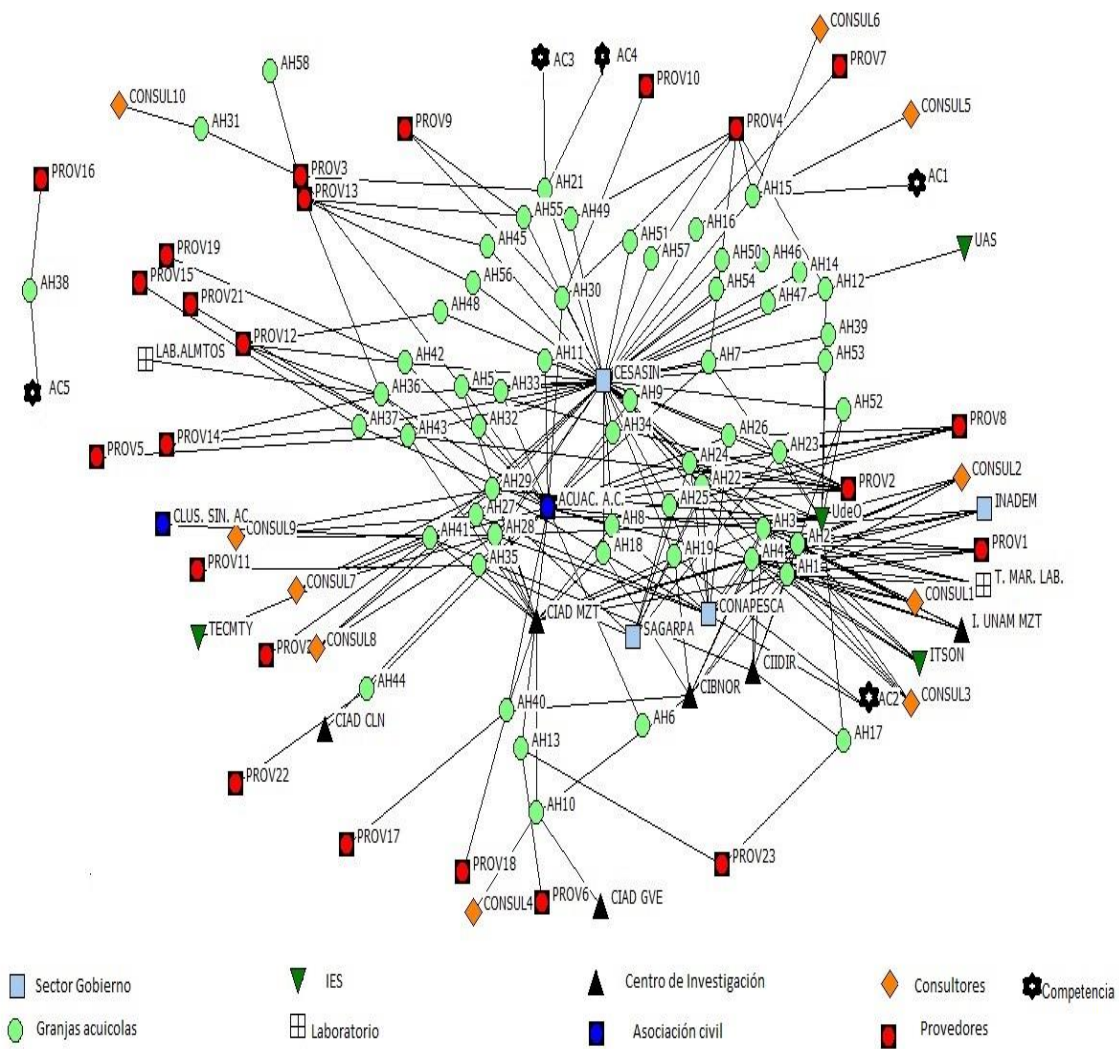 CONSUL6
AC3
AC4
AH58
PROV7
PROV10
CONSUL10
CONSUL5
AH31
PROV9
PROV4
PROV16
PROV3
AC1
PROV13
AH21
AH15
AH55
AH49
AH16
AH45
AH51
UAS
PROV19
AH57
AH50
AH46
AH14
PROV15
AH56
AH54
AH12
AH38
PROV21
AH30
AH47
AH48
AH39
PROV12
LAB.ALMTOS
AH42
AH11
AH7
AH53
CESASIN
AC5
AH36
AH5
AH33
AH9
AH52
AH37
AH43
AH32
AH34
AH26
PROV8
PROV5
PROV14
AH23
AH24
CONSUL2
AH29
AH22
PROV2
ACUAC. A.C.
AH25
INADEM
CLUS. SIN. AC
AH27
UdeO
CONSUL9
AH41
AH28
AH8
AH3
AH2
PROV1
AH18
AH19
AH4
PROV11
AH35
AH1
T. MAR. LAB.
CONSUL7
CONSUL1
TECMTY
CIAD MZT
CONAPESCA
I. UNAM MZT
SAGARPA
CONSUL8
CIIDIR
ITSON
AH44
CIBNOR
AC2
CONSUL3
CIAD CLN
AH40
AH6
AH17
AH13
PROV22
AH10
PROV17
PROV18
PROV23
CONSUL4
PROV6
CIAD GVE
Sector Gobierno
IES
Centro de Investigación
Consultores
Competencia
Granjas acuicolas
Laboratorio
Asociación civil
Provedores